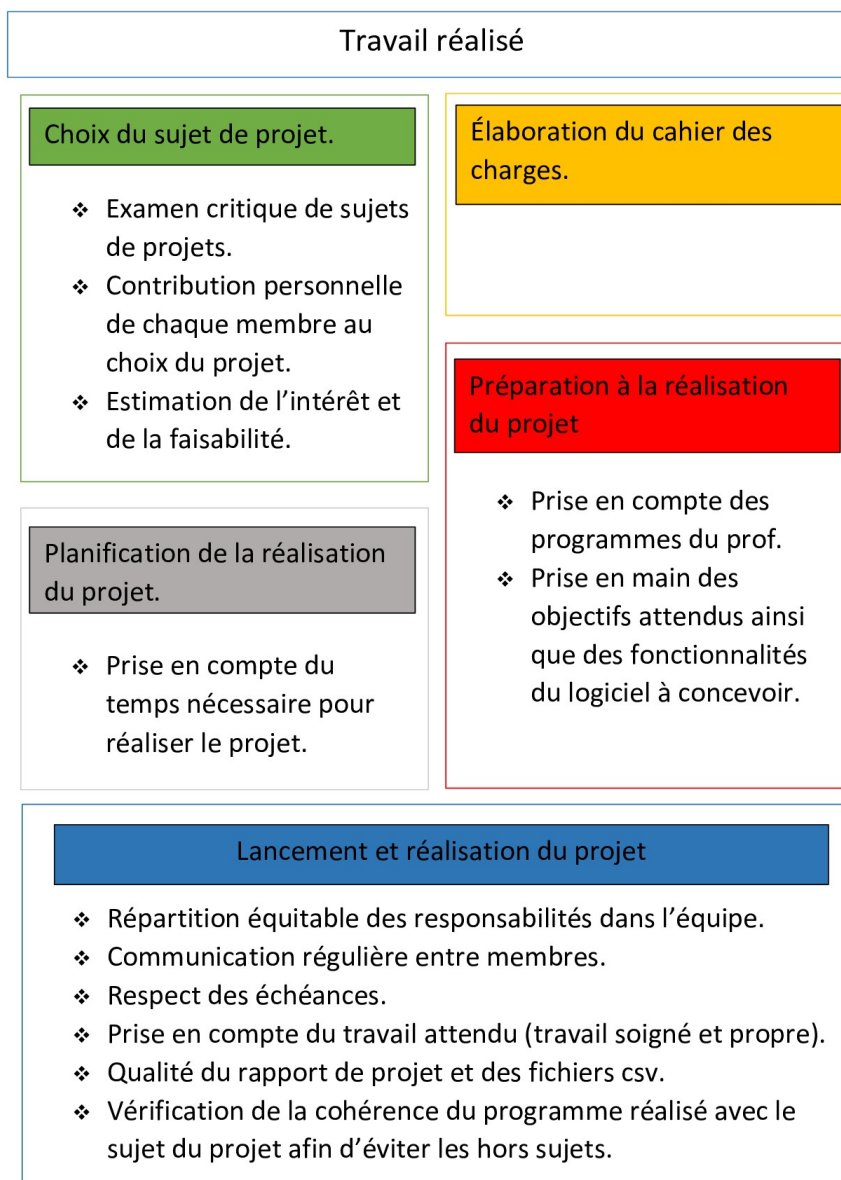 Travail réalisé
Choix du sujet de projet.
❖ Examen critique de sujets
de projets.
❖ Contribution personnelle
de chaque membre au
choix du projet.
❖ Estimation de l’intérêt et
de la faisabilité.
Élaboration du cahier des
charges.
Préparation à la réalisation
du projet
❖ Prise en compte des
programmes du prof.
❖ Prise en main des
objectifs attendus ainsi
que des fonctionnalités
du logiciel à concevoir.
Planification de la réalisation
du projet.
❖ Prise en compte du
temps nécessaire pour
réaliser le projet.
Lancement et réalisation du projet
❖ Répartition équitable des responsabilités dans l’équipe.
❖ Communication régulière entre membres.
❖ Respect des échéances.
❖ Prise en compte du travail attendu (travail soigné et propre).
❖ Qualité du rapport de projet et des fichiers csv.
❖ Vérification de la cohérence du programme réalisé avec le
sujet du projet afin d’éviter les hors sujets.